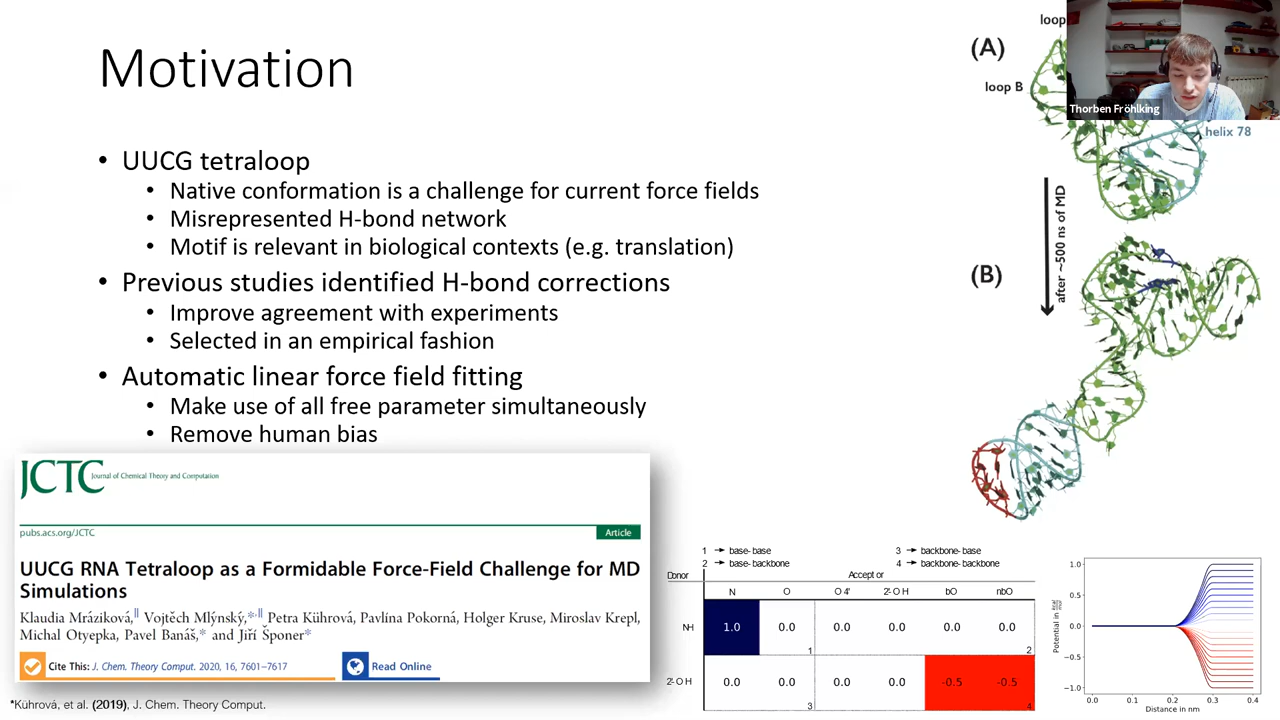 Motivation
• UUCG tetraloop
• Native conformation is a challenge for current force fields
• Misrepresented H-bond network
• Motif is relevant in biological contexts (e.g. translation)
• Previous studies identified H-bond corrections
• Improve agreement with experiments
• Selected in an empirical fashion
• Automatic linear force field fitting
• Make use of all free parameter simultaneously
• Remove human bias
JCTC Journal of Chemical Theory and Computation
pubs.acs.org/JCTC
Article
UUCG RNA Tetraloop as a Formidable Force-Field Challenge for MD
Simulations
Klaudia Mráziková,|| Vojtěch Mlýnský,*,|| Petra Kührová, Pavlína Pokorná, Holger Kruse, Miroslav Krepl,
Michal Otyepka, Pavel Banáš,* and Jiří Šponer*
Cite This: J. Chem. Theory Comput. 2020, 16, 7601–7617
Read Online
*Kührová, et al. (2019), J. Chem. Theory Comput.
loop
(A)
loop B
Thorben Fröhlking
helix 78
after ~500 ns of MD
(B)
1 → base-base
2 → base-backbone
3 → backbone-base
4 → backbone-backbone
Donor
Acceptor
N O O4' 2'-OH bO nbO
NH 1.0 0.0 0.0 0.0 0.0 0.0
1 2
2'-OH 0.0 0.0 0.0 0.0 -0.5 -0.5
3 4
Potential in kcal/mol
1.0
0.5
0.0
−0.5
−1.0
0.0 0.1 0.2 0.3 0.4
Distance in nm